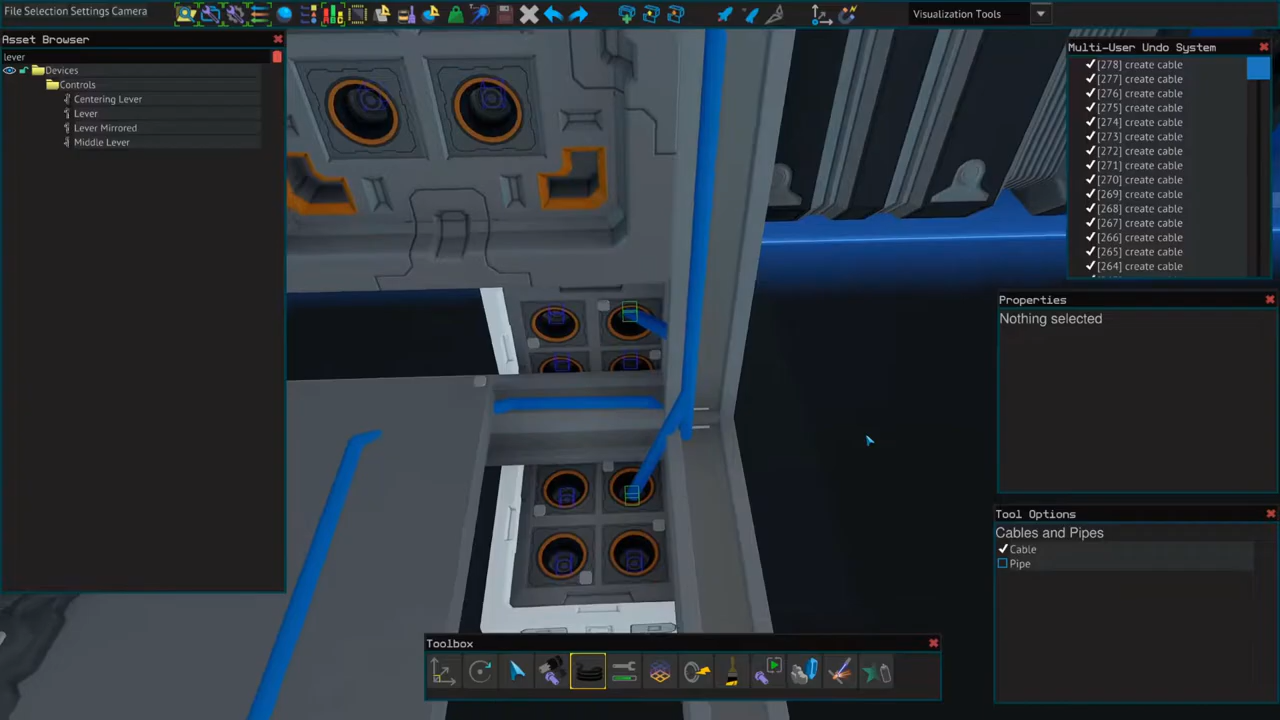 File Selection Settings Camera
Visualization Tools
Asset Browser
lever
Devices
Controls
Centering Lever
Lever
Lever Mirrored
Middle Lever
Multi-User Undo System
[278] create cable
[277] create cable
[276] create cable
[275] create cable
[274] create cable
[273] create cable
[272] create cable
[271] create cable
[270] create cable
[269] create cable
[268] create cable
[267] create cable
[266] create cable
[265] create cable
[264] create cable
Properties
Nothing selected
Tool Options
Cables and Pipes
Cable
Pipe
Toolbox